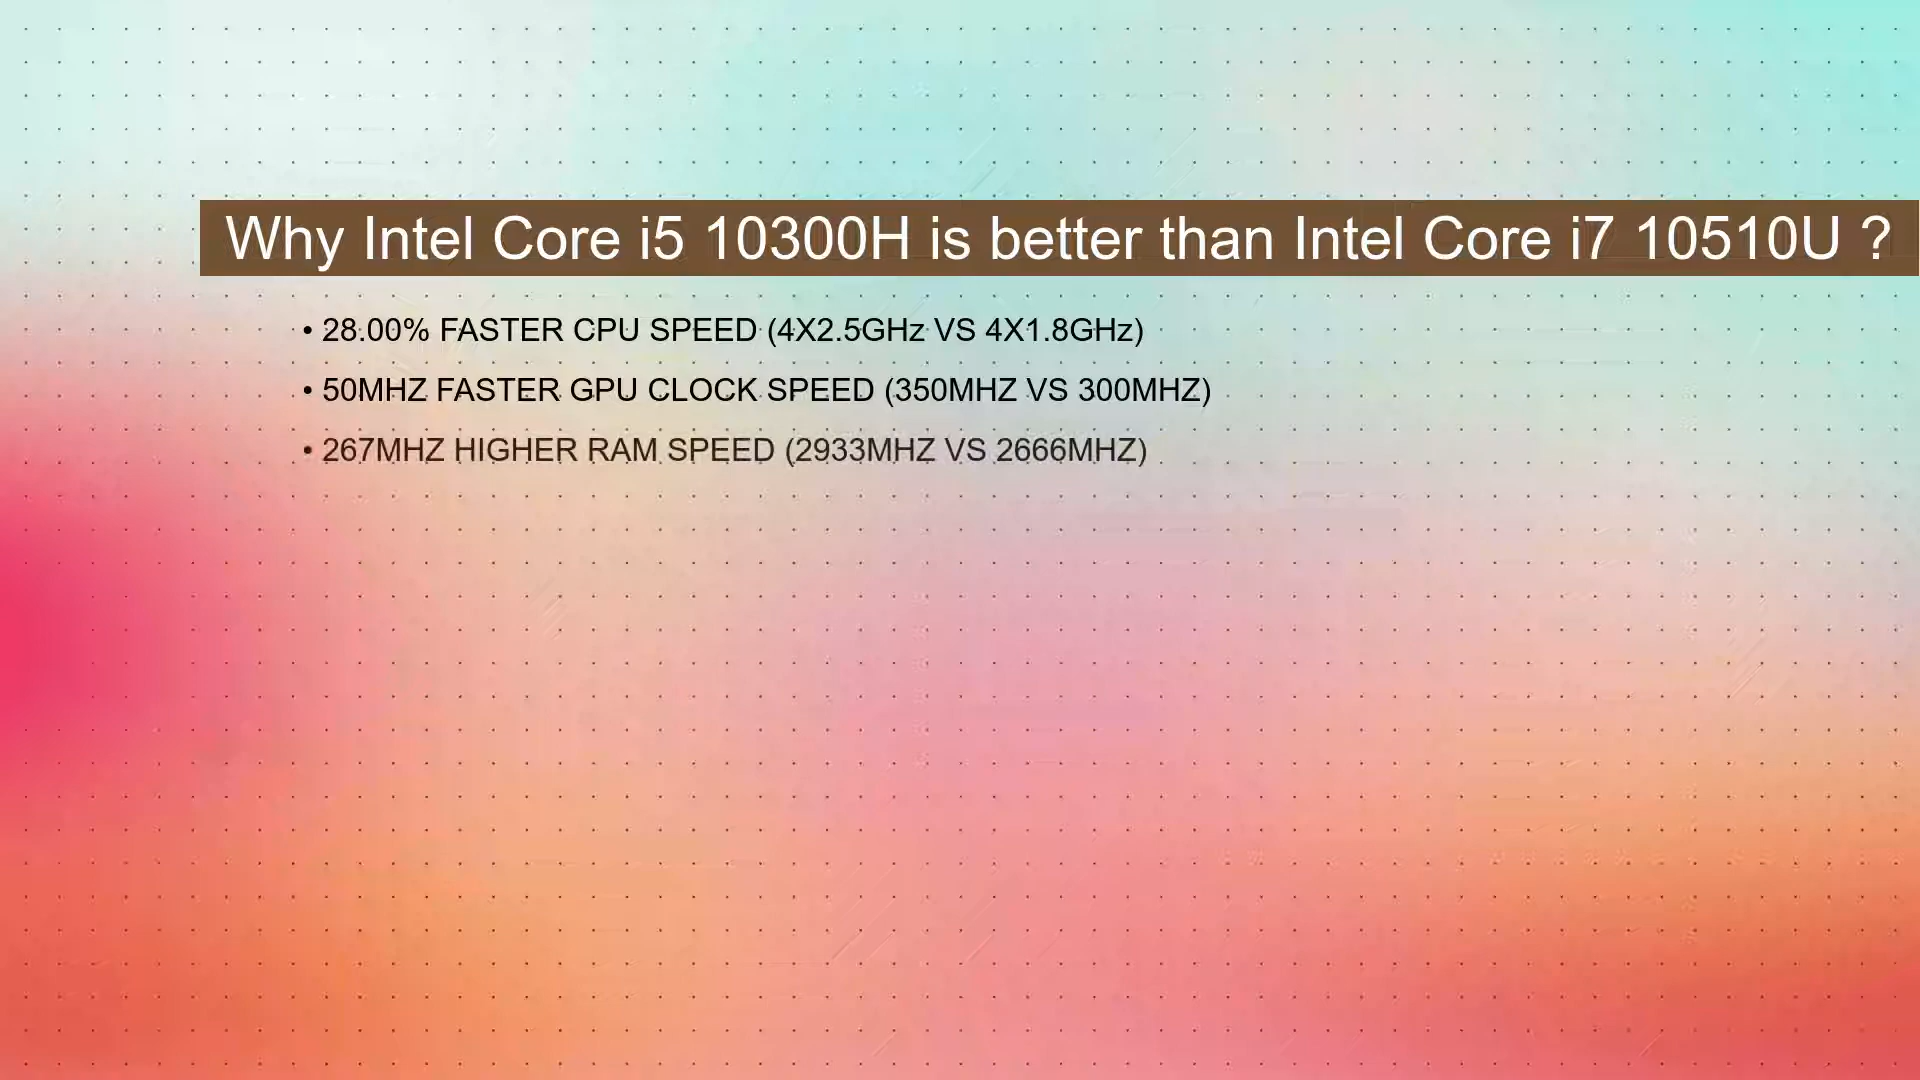 Why Intel Core i5 10300H is better than Intel Core i7 10510U ?
• 28.00% FASTER CPU SPEED (4X2.5GHz VS 4X1.8GHz)
• 50MHZ FASTER GPU CLOCK SPEED (350MHZ VS 300MHZ)
• 267MHZ HIGHER RAM SPEED (2933MHZ VS 2666MHZ)